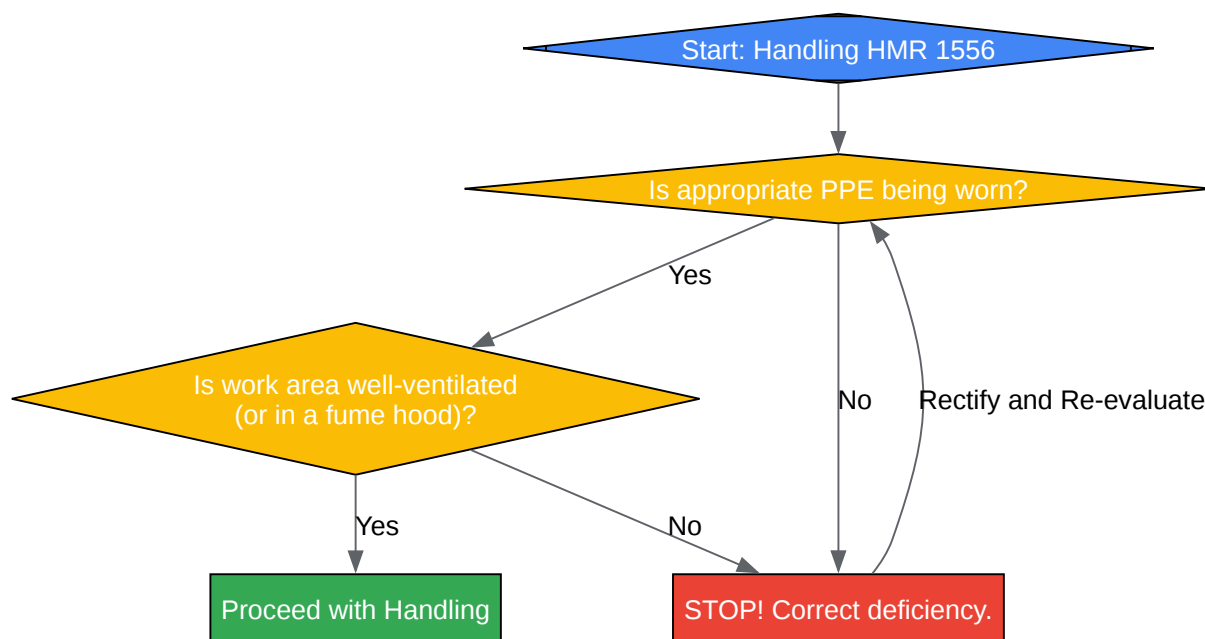 Start: Handling HMR 1556
Is appropriate PPE being worn?
Yes
Is work area well-ventilated
(or in a fume hood)?
No
Rectify and Re-evaluate
Yes
No
Proceed with Handling
STOP! Correct deficiency.